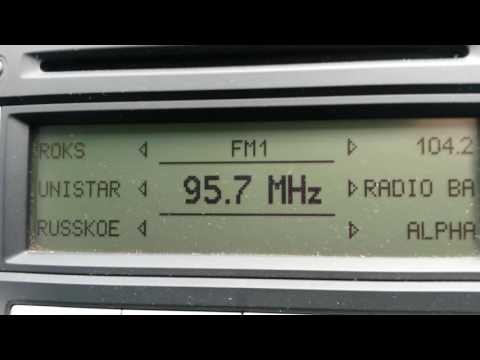 ROKS FM1 104.2
UNISTAR 95.7 MHz RADIO BA
RUSSKOE ALPHA